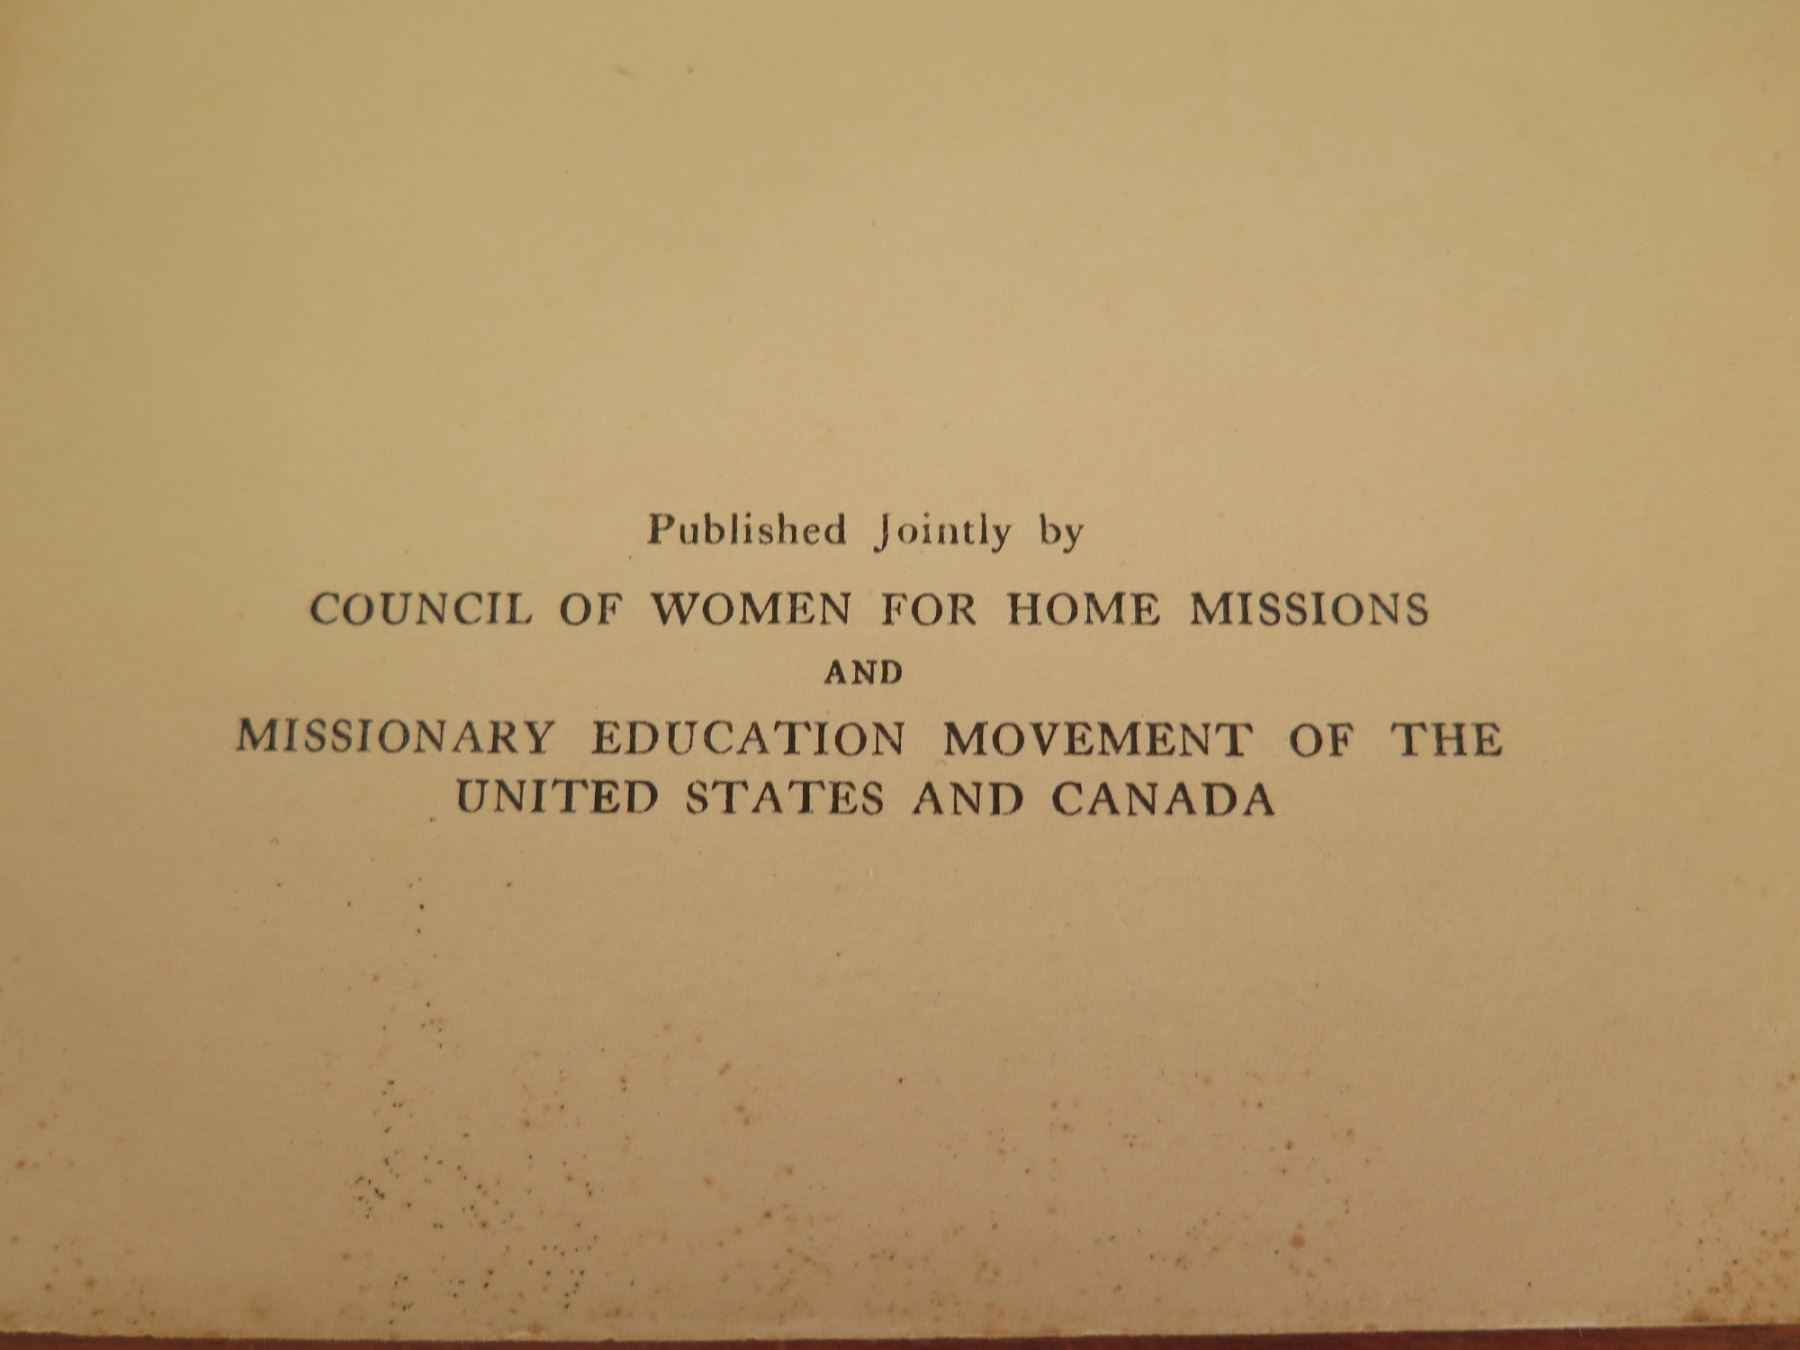 Published Jointly by
COUNCIL OF WOMEN FOR HOME MISSIONS
AND
MISSIONARY EDUCATION MOVEMENT OF THE
UNITED STATES AND CANADA